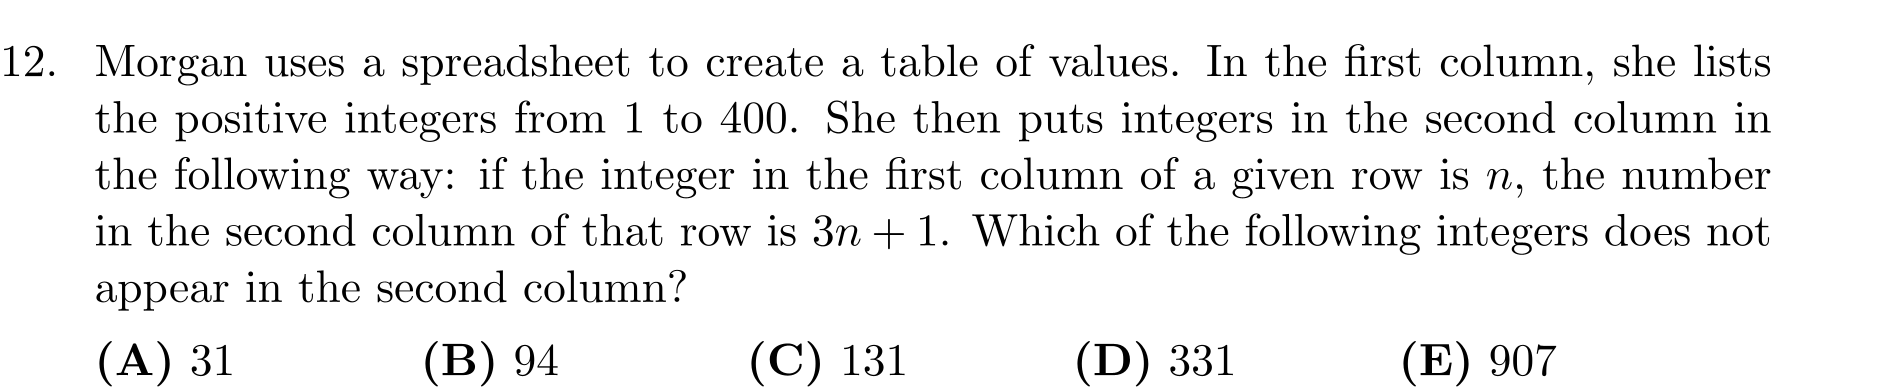 12. Morgan uses a spreadsheet to create a table of values. In the first column, she lists
the positive integers from 1 to 400. She then puts integers in the second column in
the following way: if the integer in the first column of a given row is n, the number
in the second column of that row is 3n + 1. Which of the following integers does not
appear in the second column?
(A) 31 (B) 94 (C) 131 (D) 331 (E) 907